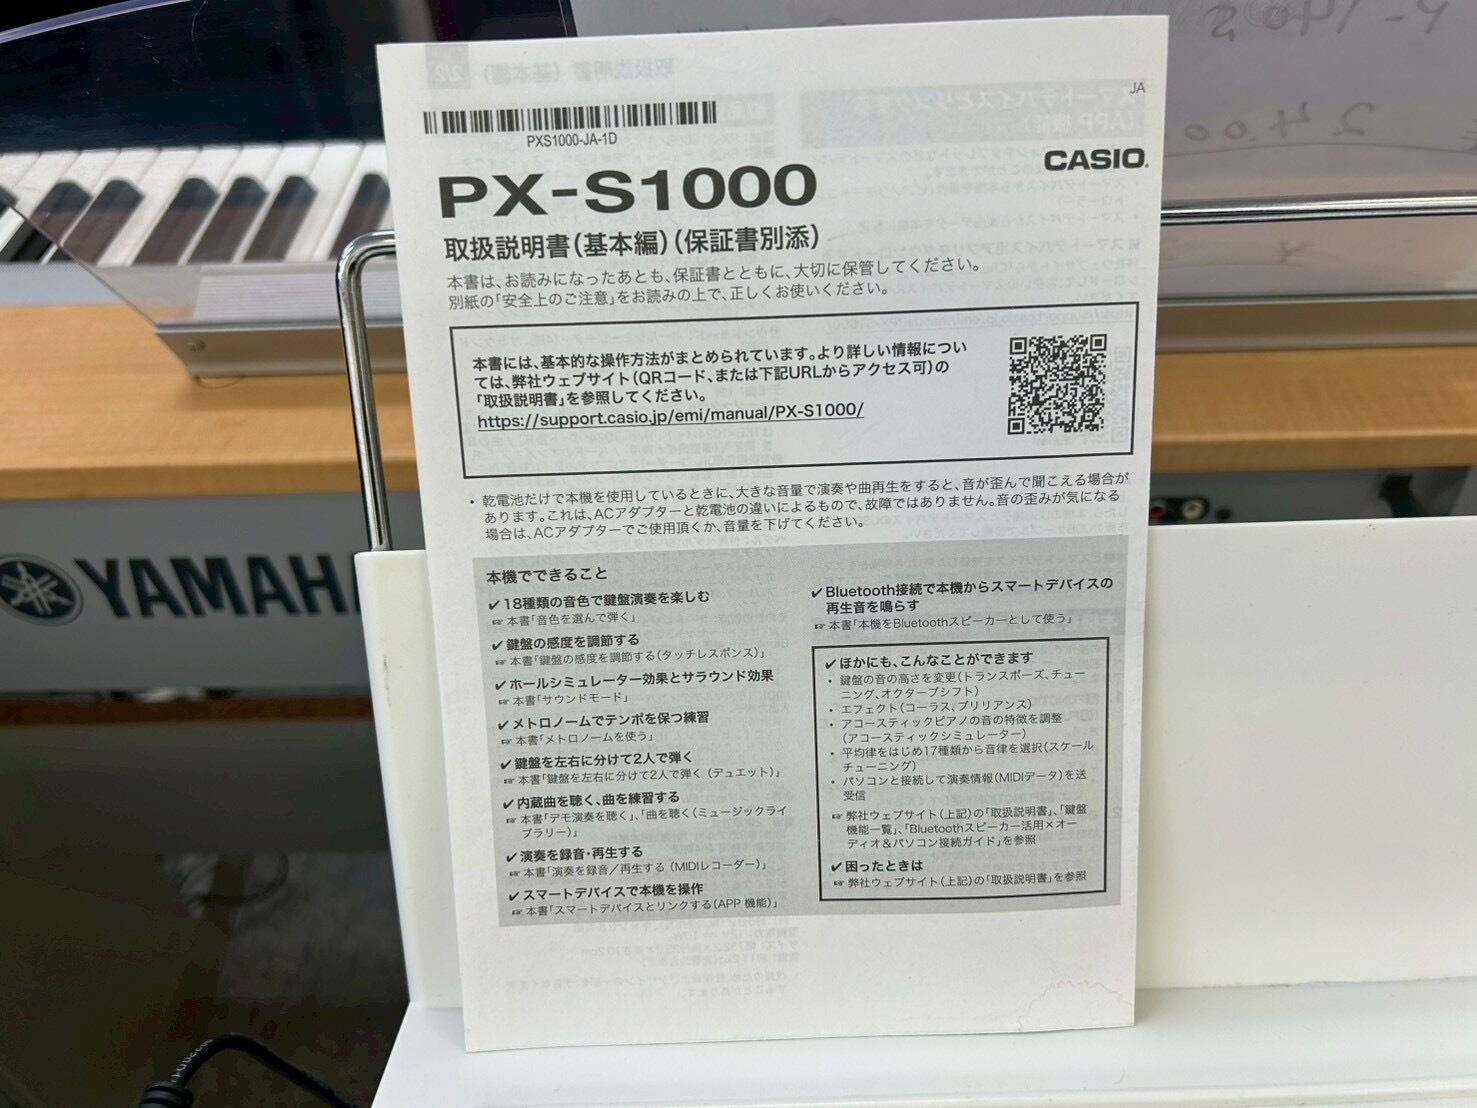 Y-1405
2400
JA
PXS1000-JA-1D
CASIO
PX-S1000
取扱説明書(基本編)(保証書別添)
本書は、お読みになったあとも、保証書とともに、大切に保管してください。
別紙の「安全上のご注意」をお読みの上で、正しくお使いください。
本書には、基本的な操作方法がまとめられています。より詳しい情報につい
ては、弊社ウェブサイト(QRコード、または下記URLからアクセス可)の
「取扱説明書」を参照してください。
https://support.casio.jp/emi/manual/PX-S1000/
• 乾電池だけで本機を使用しているときに、大きな音量で演奏や曲再生をすると、音が歪んで聞こえる場合が
あります。これは、ACアダプターと乾電池の違いによるもので、故障ではありません。音の歪みが気になる
場合は、ACアダプターでご使用頂くか、音量を下げてください。
本機でできること
✔18種類の音色で鍵盤演奏を楽しむ
☞ 本書「音色を選んで弾く」
✔鍵盤の感度を調節する
☞ 本書「鍵盤の感度を調節する(タッチレスポンス)」
✔ホールシミュレーター効果とサラウンド効果
☞ 本書「サウンドモード」
✔メトロノームでテンポを保つ練習
☞ 本書「メトロノームを使う」
✔鍵盤を左右に分けて2人で弾く
☞ 本書「鍵盤を左右に分けて2人で弾く (デュエット)」
✔内蔵曲を聴く、曲を練習する
☞ 本書「デモ演奏を聴く」、「曲を聴く(ミュージックライ
ブラリー)」
✔演奏を録音・再生する
☞ 本書「演奏を録音/再生する (MIDIレコーダー)」
✔スマートデバイスで本機を操作
☞ 本書「スマートデバイスとリンクする(APP 機能)」
✔Bluetooth接続で本機からスマートデバイスの
再生音を鳴らす
☞ 本書「本機をBluetoothスピーカーとして使う」
✔ほかにも、こんなことができます
• 鍵盤の音の高さを変更(トランスポーズ、チュー
ニング、オクターブシフト)
• エフェクト(コーラス、ブリリアンス)
• アコースティックピアノの音の特徴を調整
(アコースティックシミュレーター)
• 平均律をはじめ17種類から音律を選択(スケール
チューニング)
• パソコンと接続して演奏情報(MIDIデータ)を送
受信
☞ 弊社ウェブサイト(上記)の「取扱説明書」、「鍵盤
機能一覧」、「Bluetoothスピーカー活用×オー
ディオ&パソコン接続ガイド」を参照
✔困ったときは
☞ 弊社ウェブサイト(上記)の「取扱説明書」を参照
YAMAHA